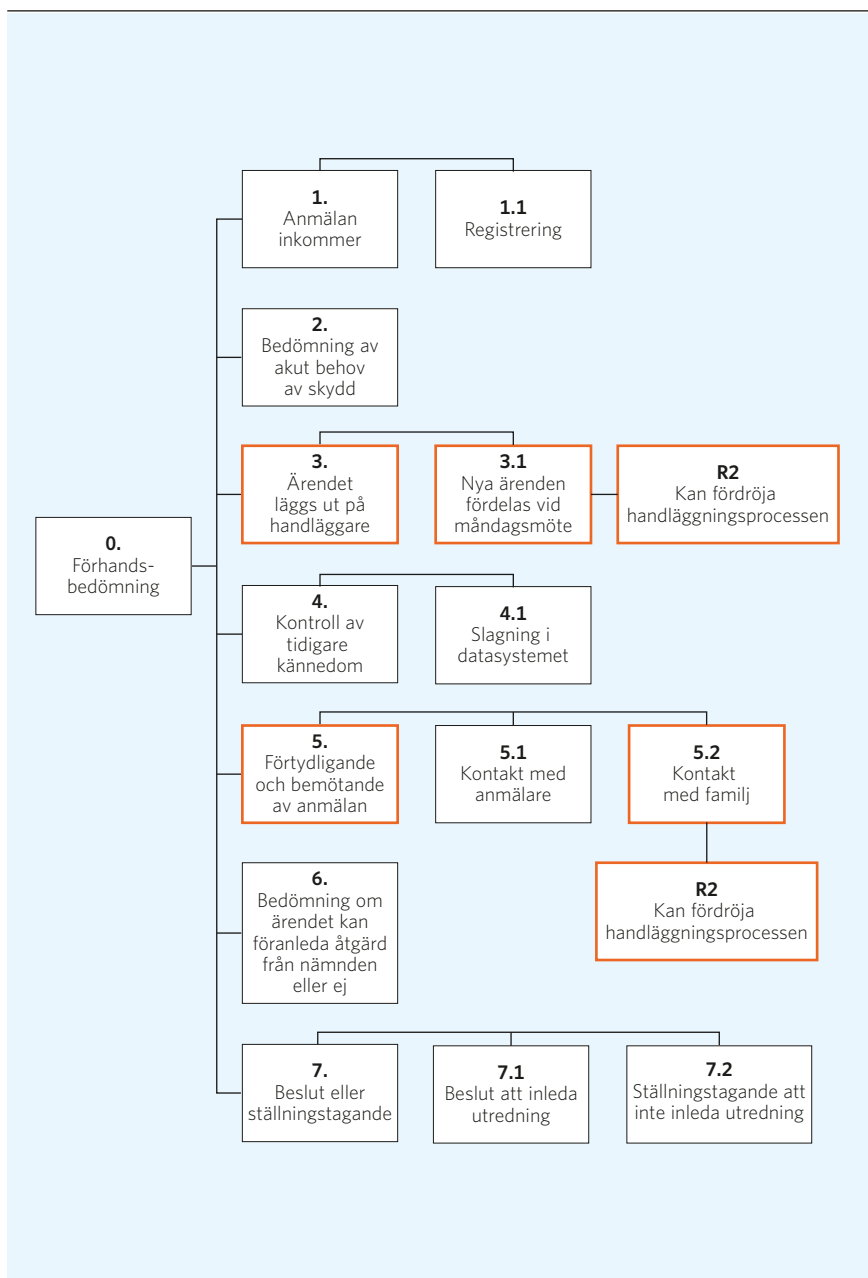 1.
Anmälan
inkommer
1.1
Registrering
2.
Bedömning av
akut behov
av skydd
3.
Ärendet
läggs ut på
handläggare
3.1
Nya ärenden
fördelas vid
måndagsmöte
R2
Kan fördröja
handläggningsprocessen
0.
Förhands-
bedömning
4.
Kontroll av
tidigare
kännedom
4.1
Slagning i
datasystemet
5.
Förtydligande
och bemötande
av anmälan
5.1
Kontakt med
anmälare
5.2
Kontakt
med familj
R2
Kan fördröja
handläggningsprocessen
6.
Bedömning om
ärendet kan
föranleda åtgärd
från nämnden
eller ej
7.
Beslut eller
ställningstagande
7.1
Beslut att inleda
utredning
7.2
Ställningstagande att
inte inleda utredning